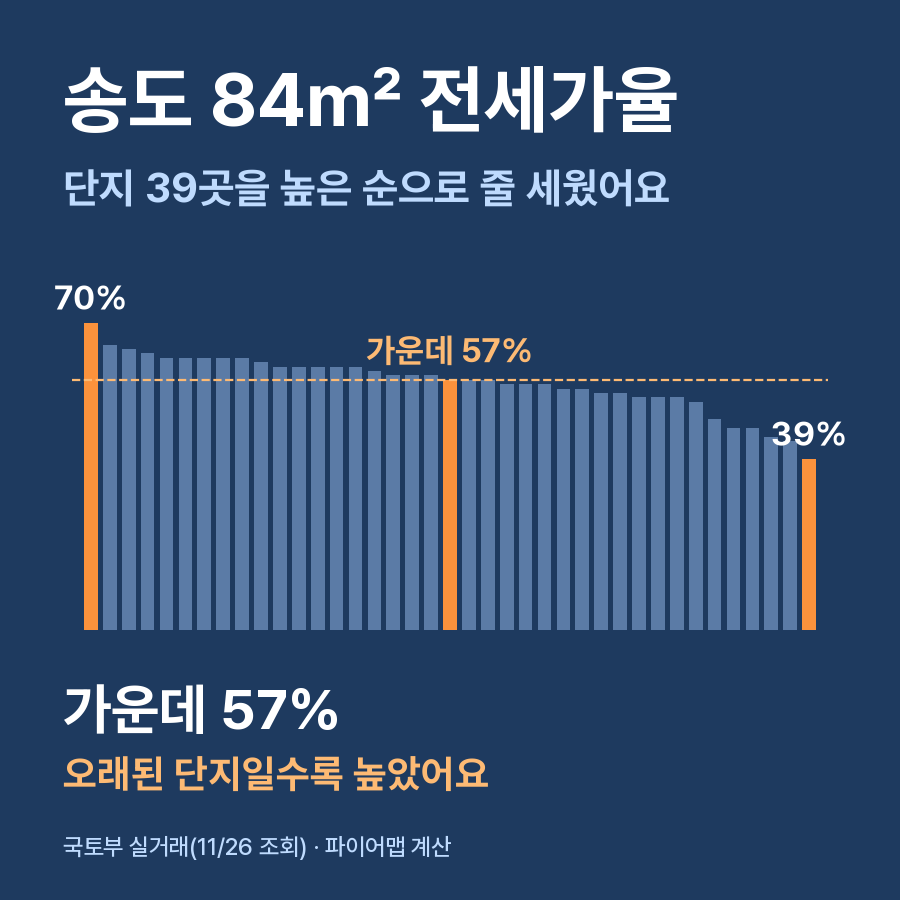 송도 84m² 전세가율
단지 39곳을 높은 순으로 줄 세웠어요
70%
가운데 57%
39%
가운데 57%
오래된 단지일수록 높았어요
국토부 실거래(11/26 조회) · 파이어맵 계산